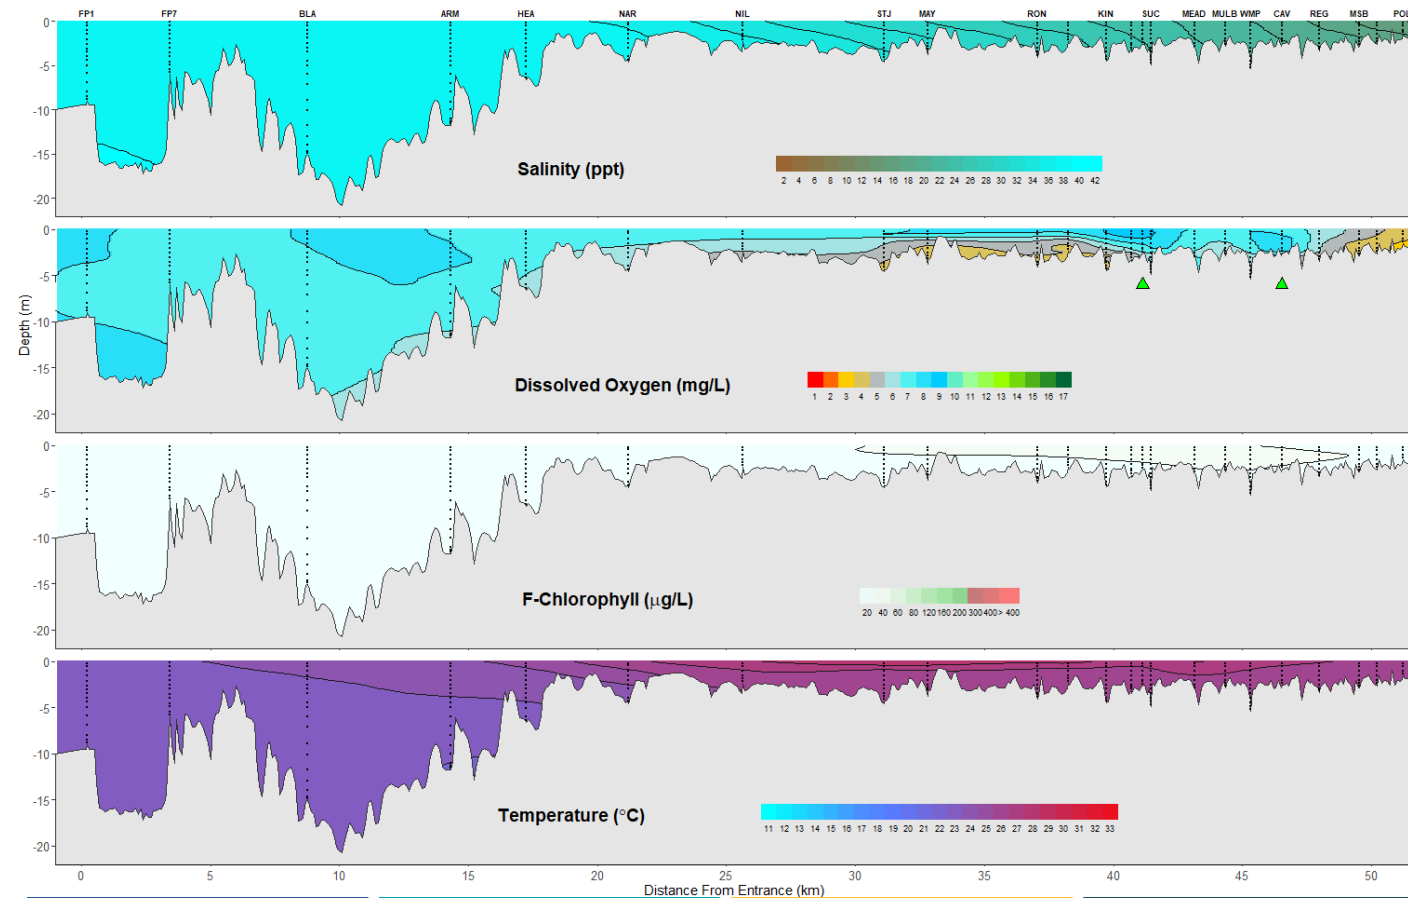 FP1 FP7 BLA ARM HEA NAR NIL STJ MAY RON KIN SUC MEAD MULB WMP CAV REG MSB POL
0
-5
-10
-15
-20
Salinity (ppt)
2 4 6 8 10 12 14 16 18 20 22 24 26 28 30 32 34 36 38 40 42
0
-5
-10
-15
-20
Depth (m)
Dissolved Oxygen (mg/L)
1 2 3 4 5 6 7 8 9 10 11 12 13 14 15 16 17
0
-5
-10
-15
-20
F-Chlorophyll (μg/L)
20 40 60 80 120 160 200 300 400 > 400
0
-5
-10
-15
-20
Temperature (°C)
11 12 13 14 15 16 17 18 19 20 21 22 23 24 25 26 27 28 29 30 31 32 33
0 5 10 15 20 25 30 35 40 45 50
Distance From Entrance (km)